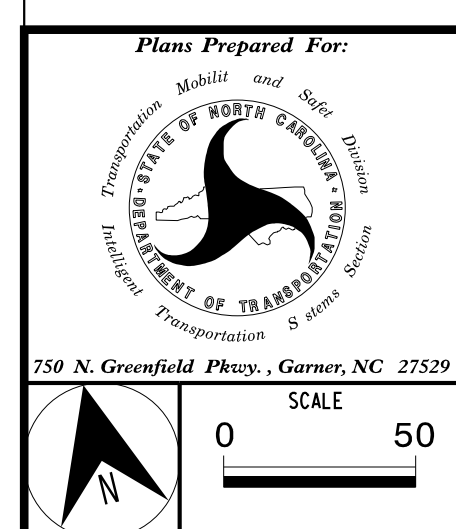 Plans Prepared For:
Transportation Mobilit and Safet Division
STATE OF NORTH CAROLINA
DEPARTMENT OF TRANSPORTATION
Intelligent Transportation S stems Section
750 N. Greenfield Pkwy. , Garner, NC 27529
SCALE
0 50
N